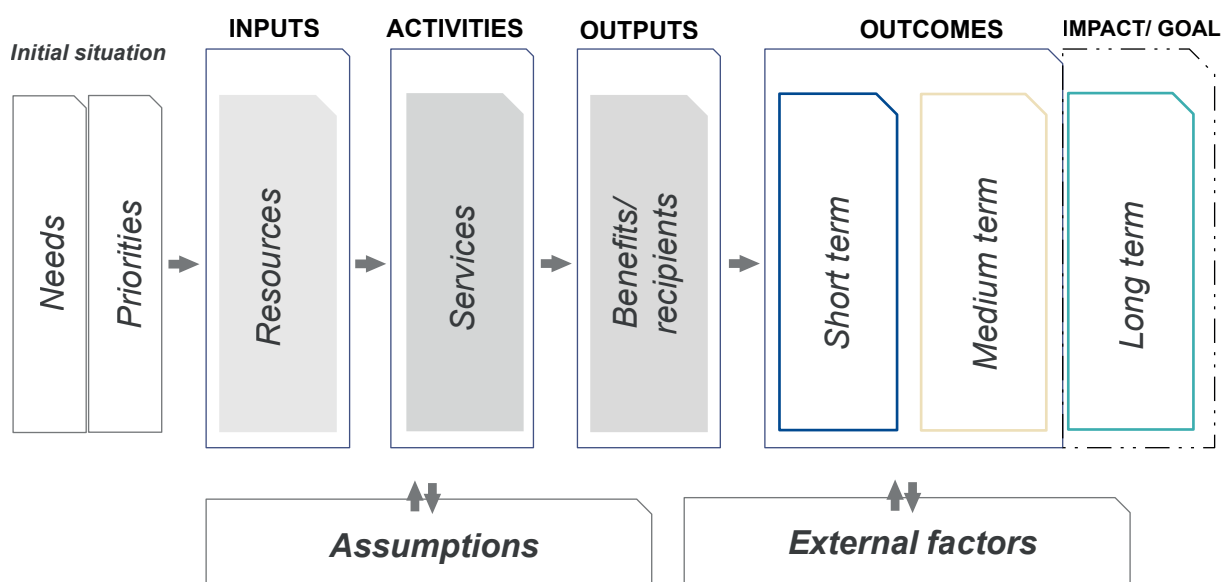 Initial situation
INPUTS
ACTIVITIES
OUTPUTS
OUTCOMES
IMPACT/ GOAL
Needs
Priorities
Resources
Services
Benefits/
recipients
Short term
Medium term
Long term
Assumptions
External factors